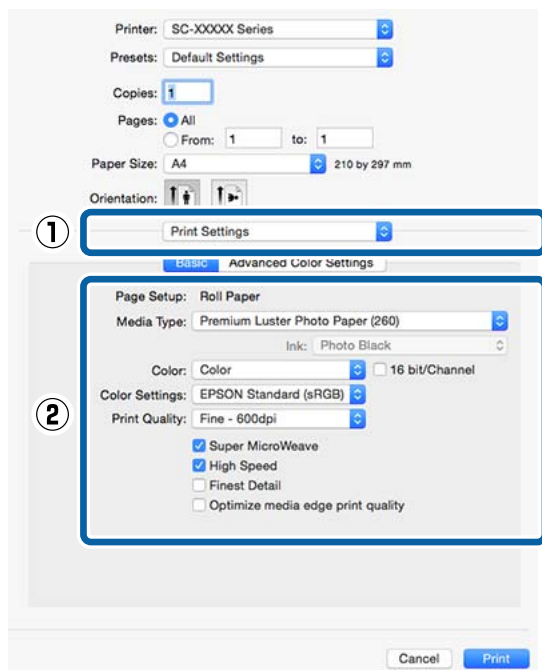 Printer: SC-XXXXX Series
Presets: Default Settings
Copies: 1
Pages: All
From: 1 to: 1
Paper Size: A4 210 by 297 mm
Orientation:
1 Print Settings
Basic Advanced Color Settings
Page Setup: Roll Paper
Media Type: Premium Luster Photo Paper (260)
Ink: Photo Black
Color: Color 16 bit/Channel
2 Color Settings: EPSON Standard (sRGB)
Print Quality: Fine - 600dpi
Super MicroWeave
High Speed
Finest Detail
Optimize media edge print quality
Cancel Print